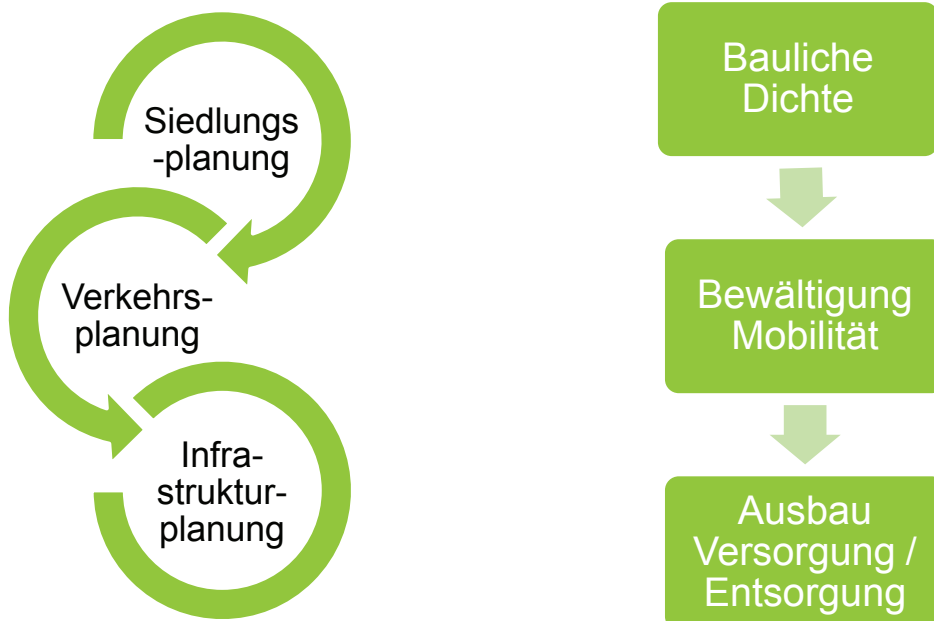 Siedlungs
-planung
Verkehrs-
planung
Infra-
struktur-
planung
Bauliche
Dichte
Bewältigung
Mobilität
Ausbau
Versorgung /
Entsorgung